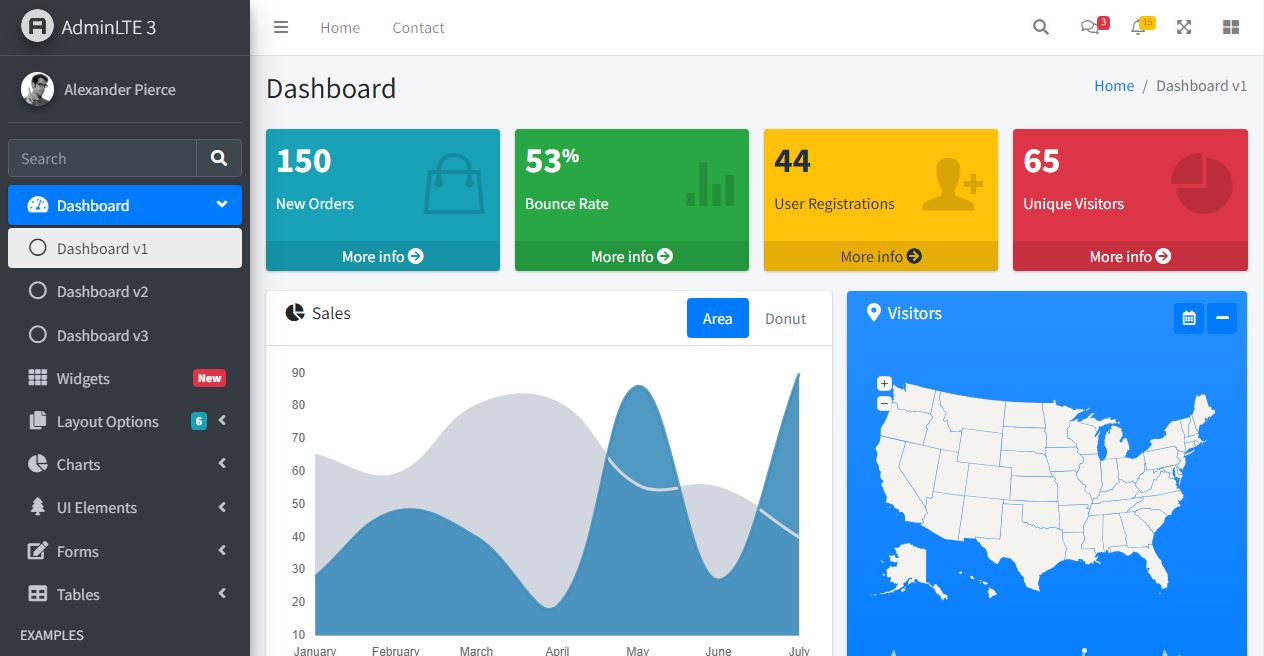 AdminLTE 3
Home
Contact
3
15
Alexander Pierce
Search
Dashboard
Dashboard v1
Dashboard v2
Dashboard v3
Widgets
New
Layout Options
6
Charts
UI Elements
Forms
Tables
EXAMPLES
Dashboard
Home / Dashboard v1
150
New Orders
More info
53%
Bounce Rate
More info
44
User Registrations
More info
65
Unique Visitors
More info
Sales
Area
Donut
90
80
70
60
50
40
30
20
10
January February March April May June July
Visitors
+
−